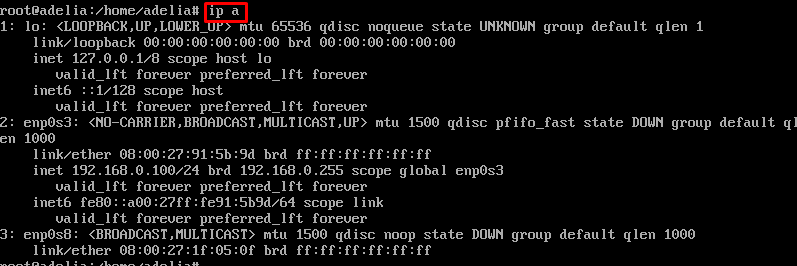 root@adelia:/home/adelia# ip a
1: lo: <LOOPBACK,UP,LOWER_UP> mtu 65536 qdisc noqueue state UNKNOWN group default qlen 1
link/loopback 00:00:00:00:00:00 brd 00:00:00:00:00:00
inet 127.0.0.1/8 scope host lo
valid_lft forever preferred_lft forever
inet6 ::1/128 scope host
valid_lft forever preferred_lft forever
2: enp0s3: <NO-CARRIER,BROADCAST,MULTICAST,UP> mtu 1500 qdisc pfifo_fast state DOWN group default ql
en 1000
link/ether 08:00:27:91:5b:9d brd ff:ff:ff:ff:ff:ff
inet 192.168.0.100/24 brd 192.168.0.255 scope global enp0s3
valid_lft forever preferred_lft forever
inet6 fe80::a00:27ff:fe91:5b9d/64 scope link
valid_lft forever preferred_lft forever
3: enp0s8: <BROADCAST,MULTICAST> mtu 1500 qdisc noop state DOWN group default qlen 1000
link/ether 08:00:27:1f:05:0f brd ff:ff:ff:ff:ff:ff
root@adelia:/home/adelia#